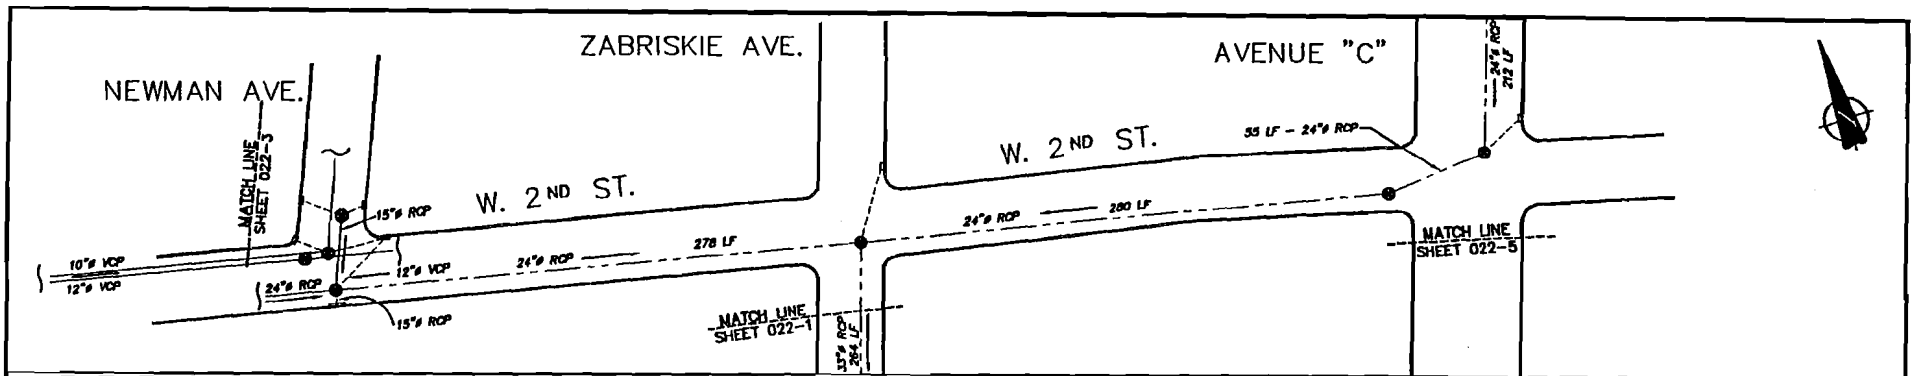 ZABRISKIE AVE.
AVENUE "C"
24"ø RCP
212 LF
NEWMAN AVE.
MATCH LINE
SHEET 022-3
W. 2ND ST.
55 LF - 24"ø RCP
W. 2ND ST.
15"ø RCP
24"ø RCP
280 LF
278 LF
MATCH LINE
SHEET 022-5
10"ø VCP
12"ø VCP
12"ø VCP
24"ø RCP
24"ø RCP
15"ø RCP
MATCH LINE
SHEET 022-1
33"ø RCP
264 LF